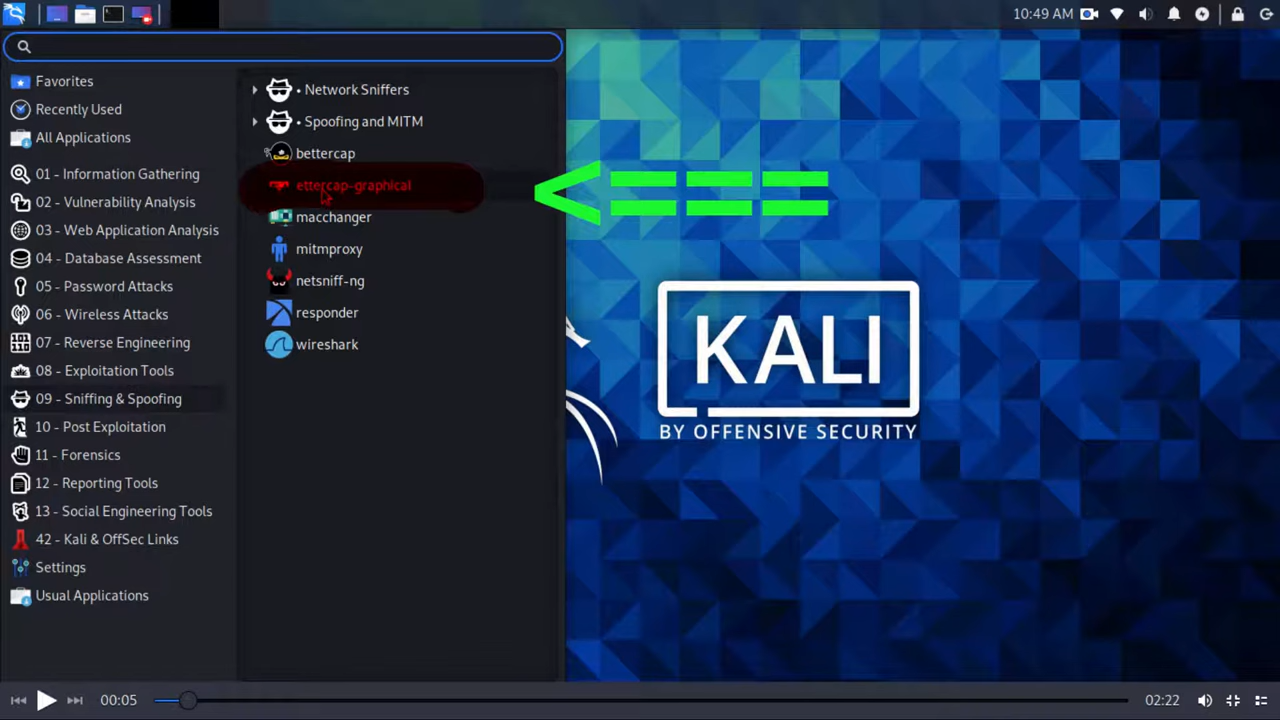 10:49 AM
Favorites
Recently Used
All Applications
01 - Information Gathering
02 - Vulnerability Analysis
03 - Web Application Analysis
04 - Database Assessment
05 - Password Attacks
06 - Wireless Attacks
07 - Reverse Engineering
08 - Exploitation Tools
09 - Sniffing & Spoofing
10 - Post Exploitation
11 - Forensics
12 - Reporting Tools
13 - Social Engineering Tools
42 - Kali & OffSec Links
Settings
Usual Applications
• Network Sniffers
• Spoofing and MITM
bettercap
ettercap-graphical
macchanger
mitmproxy
netsniff-ng
responder
wireshark
<===
KALI
BY OFFENSIVE SECURITY
00:05
02:22